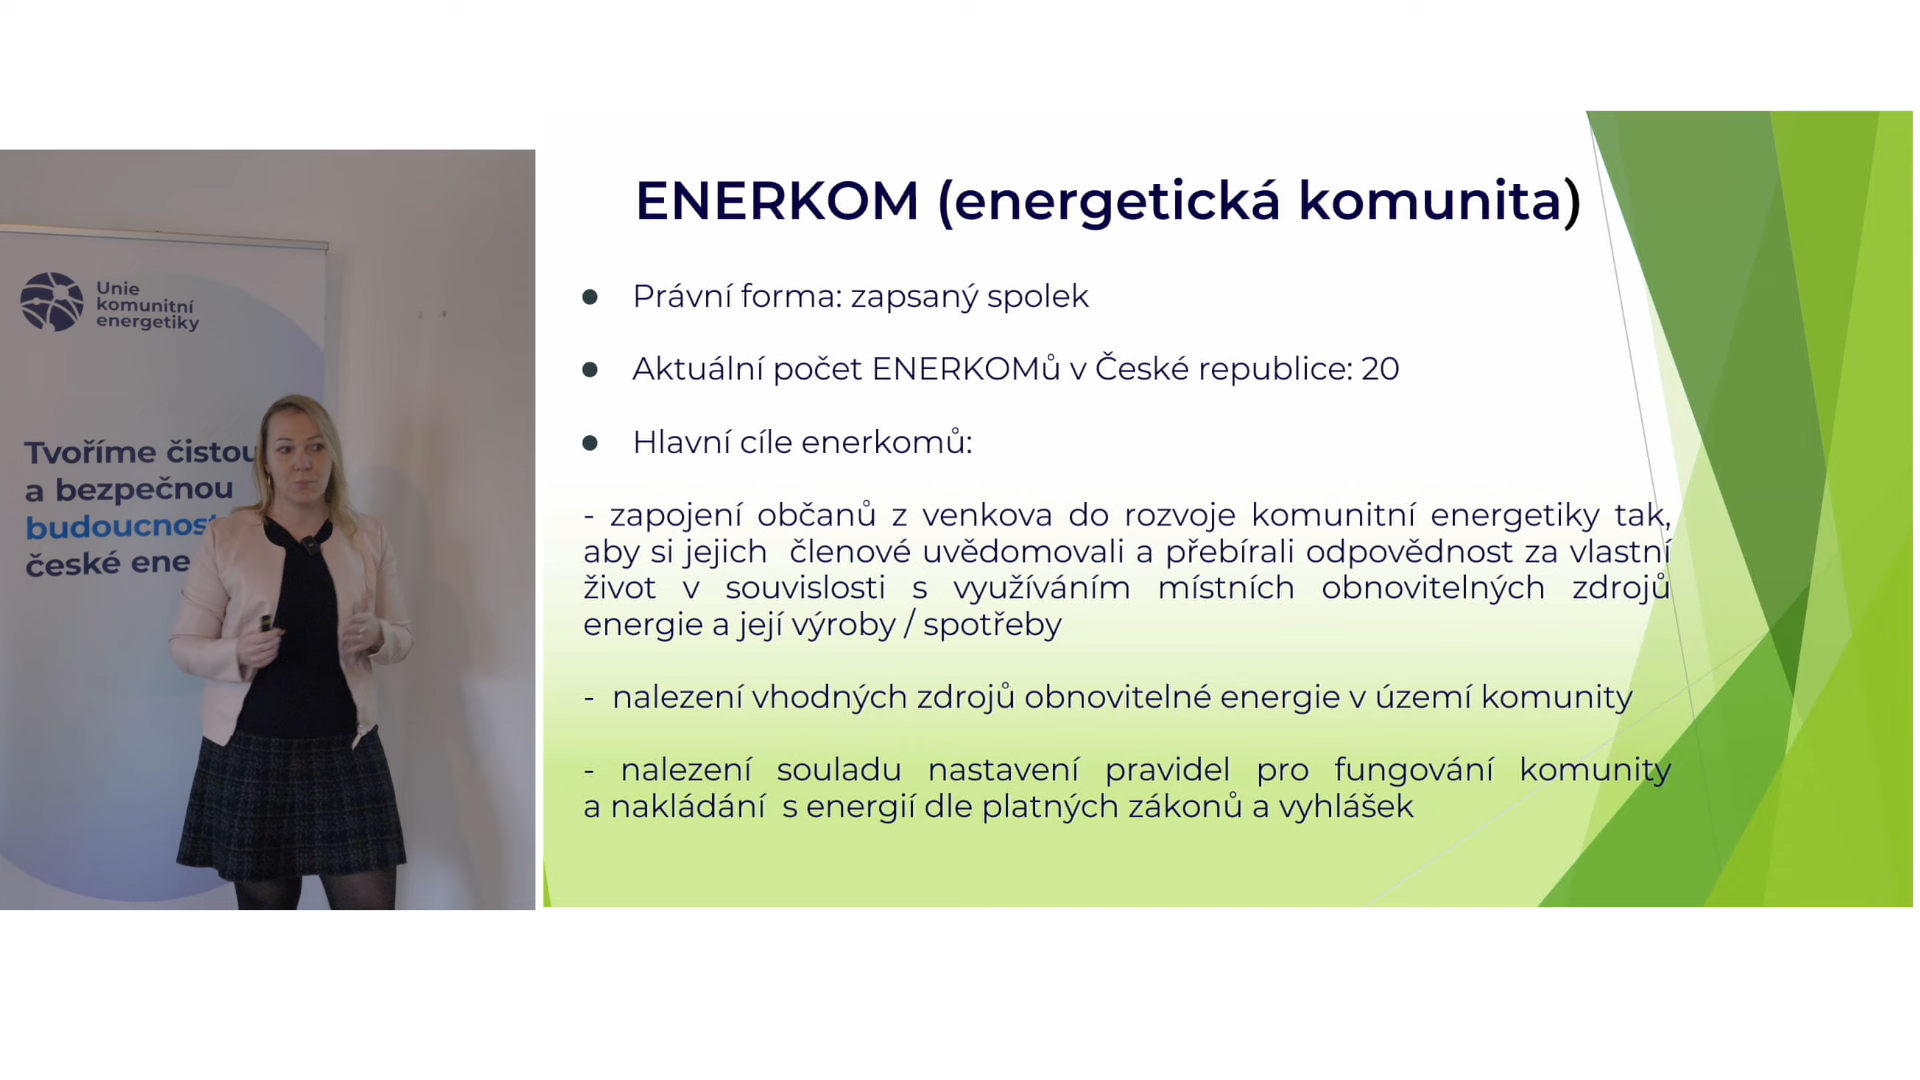 Unie
komunitní
energetiky
Tvoříme čistou
a bezpečnou
budoucnost
české ene
ENERKOM (energetická komunita)
● Právní forma: zapsaný spolek
● Aktuální počet ENERKOMů v České republice: 20
● Hlavní cíle enerkomů:
- zapojení občanů z venkova do rozvoje komunitní energetiky tak,
aby si jejich členové uvědomovali a přebírali odpovědnost za vlastní
život v souvislosti s využíváním místních obnovitelných zdrojů
energie a její výroby / spotřeby
- nalezení vhodných zdrojů obnovitelné energie v území komunity
- nalezení souladu nastavení pravidel pro fungování komunity
a nakládání s energií dle platných zákonů a vyhlášek